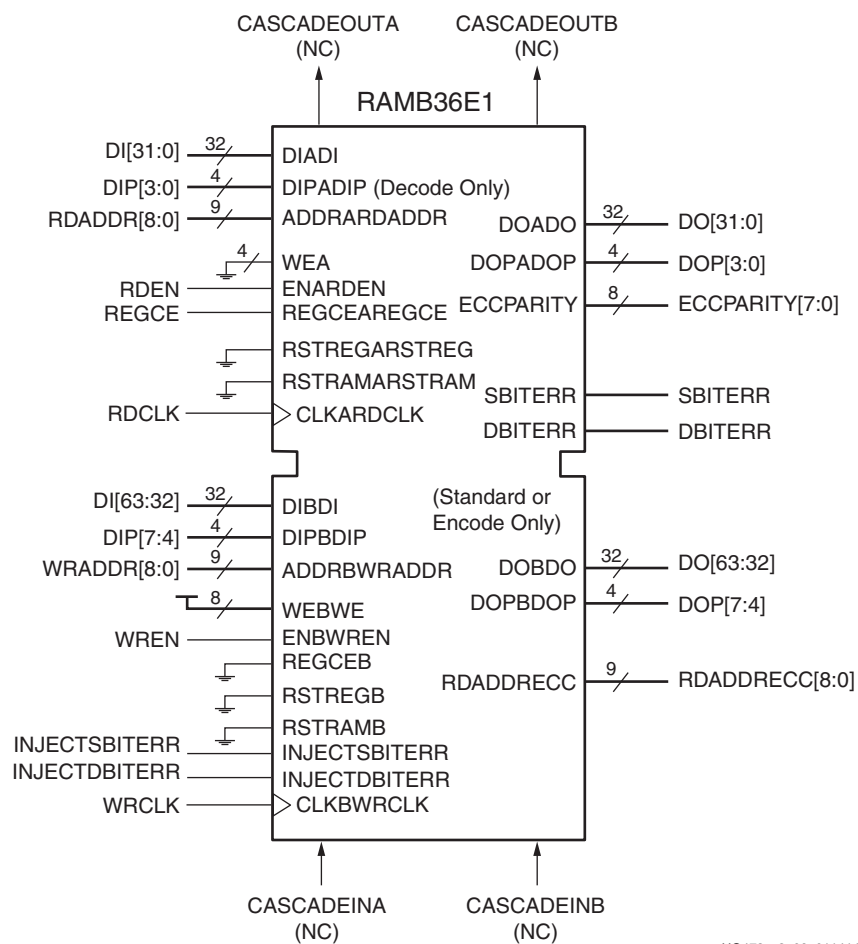 CASCADEOUTA
(NC)
CASCADEOUTB
(NC)
RAMB36E1
DI[31:0] 32 DIADI
DIP[3:0] 4 DIPADIP (Decode Only)
RDADDR[8:0] 9 ADDRARDADDR
DOADO 32 DO[31:0]
4 WEA
DOPADOP 4 DOP[3:0]
RDEN ENARDEN
ECCPARITY 8 ECCPARITY[7:0]
REGCE REGCEAREGCE
RSTREGARSTREG
RSTRAMARSTRAM
SBITERR SBITERR
RDCLK CLKARDCLK
DBITERR DBITERR
DI[63:32] 32 DIBDI
(Standard or
Encode Only)
DIP[7:4] 4 DIPBDIP
WRADDR[8:0] 9 ADDRBWRADDR
DOBDO 32 DO[63:32]
8 WEBWE
DOPBDOP 4 DOP[7:4]
WREN ENBWREN
REGCEB
RDADDRECC 9 RDADDRECC[8:0]
RSTREGB
RSTRAMB
INJECTSBITERR INJECTSBITERR
INJECTDBITERR INJECTDBITERR
WRCLK CLKBWRCLK
CASCADEINA
(NC)
CASCADEINB
(NC)